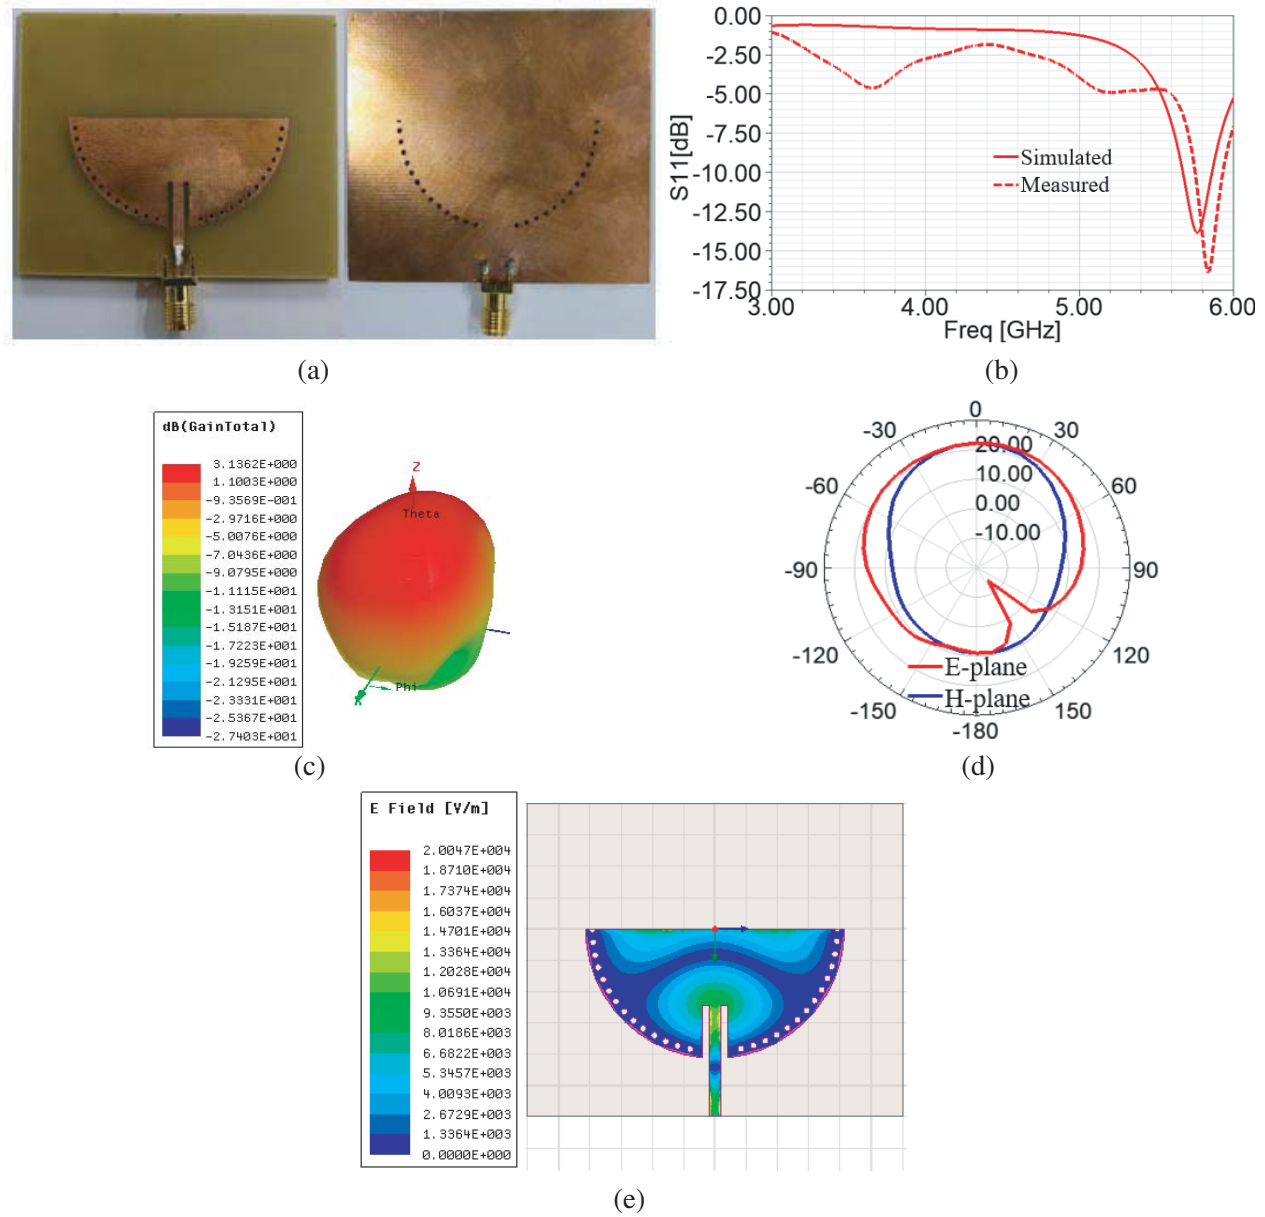 0.00
-2.50
-5.00
-7.50
-10.00
-12.50
-15.00
-17.50
S11[dB]
Simulated
Measured
3.00
4.00
5.00
6.00
Freq [GHz]
(a)
(b)
dB(GainTotal)
3.1362E+000
1.1003E+000
-9.3569E-001
-2.9716E+000
-5.0076E+000
-7.0436E+000
-9.0795E+000
-1.1115E+001
-1.3151E+001
-1.5187E+001
-1.7223E+001
-1.9259E+001
-2.1295E+001
-2.3331E+001
-2.5367E+001
-2.7403E+001
Z
Theta
Phi
0
-30
30
20.00
10.00
-60
60
0.00
-10.00
-90
90
-120
120
E-plane
H-plane
-150
150
-180
(c)
(d)
E Field [V/m]
2.0047E+004
1.8710E+004
1.7374E+004
1.6037E+004
1.4701E+004
1.3364E+004
1.2028E+004
1.0691E+004
9.3550E+003
8.0186E+003
6.6822E+003
5.3457E+003
4.0093E+003
2.6729E+003
1.3364E+003
0.0000E+000
(e)